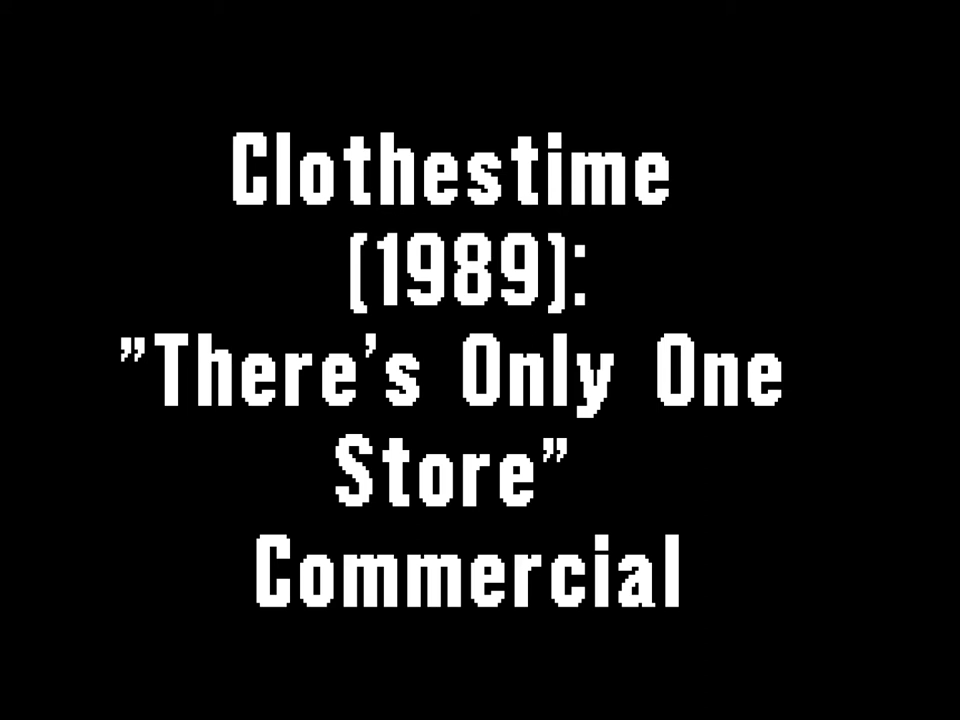 Clothestime
(1989):
"There's Only One
Store"
Commercial